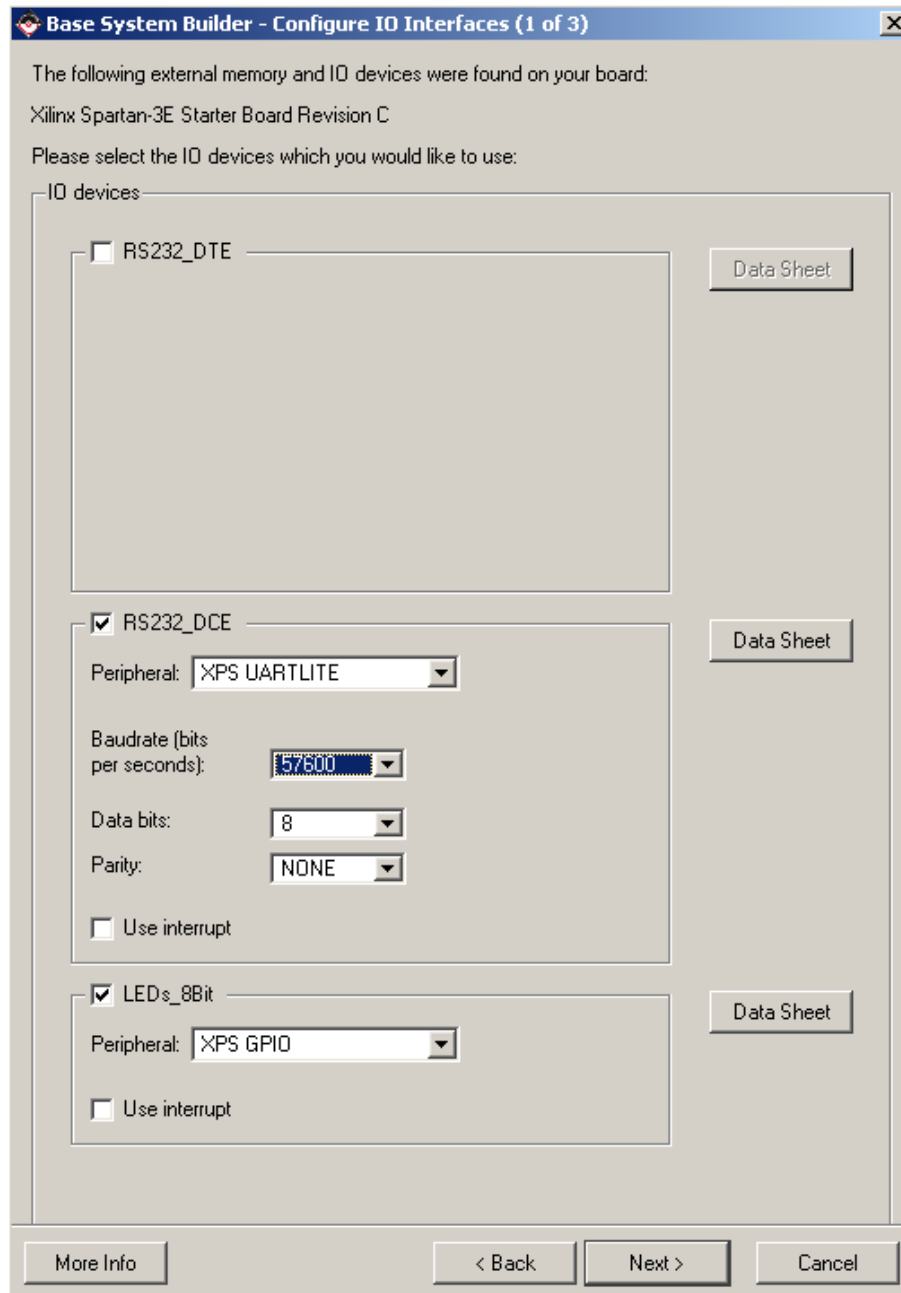 Base System Builder - Configure IO Interfaces (1 of 3)
The following external memory and IO devices were found on your board:
Xilinx Spartan-3E Starter Board Revision C
Please select the IO devices which you would like to use:
IO devices
RS232_DTE
Data Sheet
RS232_DCE
Data Sheet
Peripheral: XPS UARTLITE
Baudrate (bits
per seconds): 57600
Data bits: 8
Parity: NONE
Use interrupt
LEDs_8Bit
Data Sheet
Peripheral: XPS GPIO
Use interrupt
More Info < Back Next > Cancel